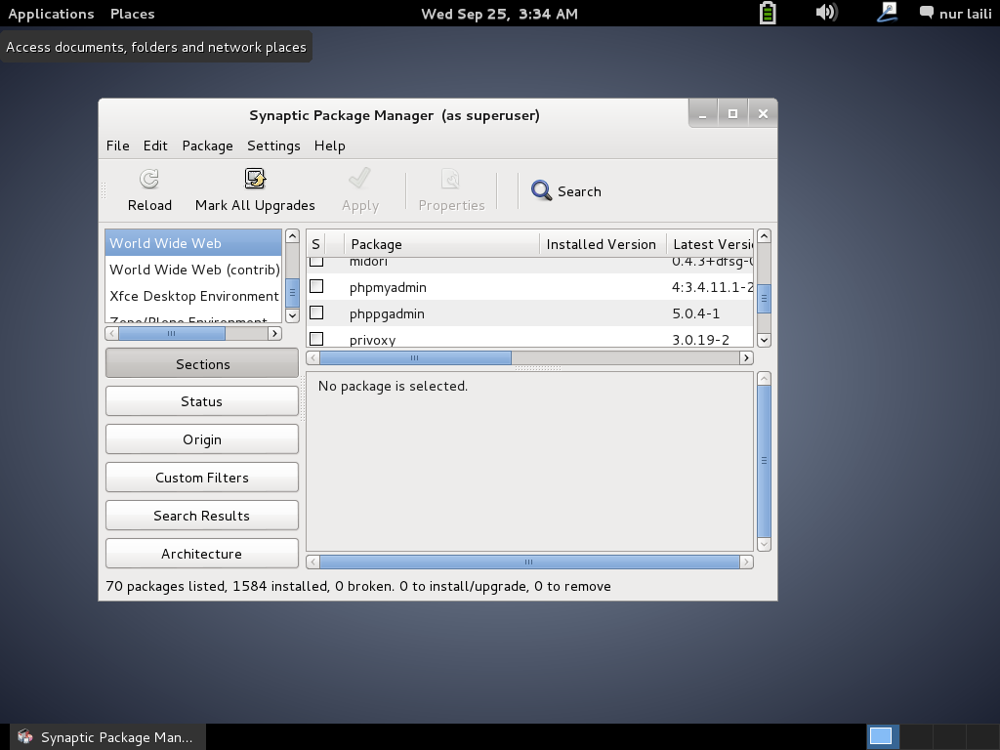 Applications Places Wed Sep 25, 3:34 AM nur laili
Access documents, folders and network places
Synaptic Package Manager (as superuser)
File Edit Package Settings Help
Reload Mark All Upgrades Apply Properties Search
S Package Installed Version Latest Versi
World Wide Web
World Wide Web (contrib)
Xfce Desktop Environment
Zope/Plone Environment
midori 0.4.3+dfsg-0
phpmyadmin 4:3.4.11.1-2
phppgadmin 5.0.4-1
privoxy 3.0.19-2
Sections
Status
Origin
Custom Filters
Search Results
Architecture
No package is selected.
70 packages listed, 1584 installed, 0 broken. 0 to install/upgrade, 0 to remove
Synaptic Package Man...